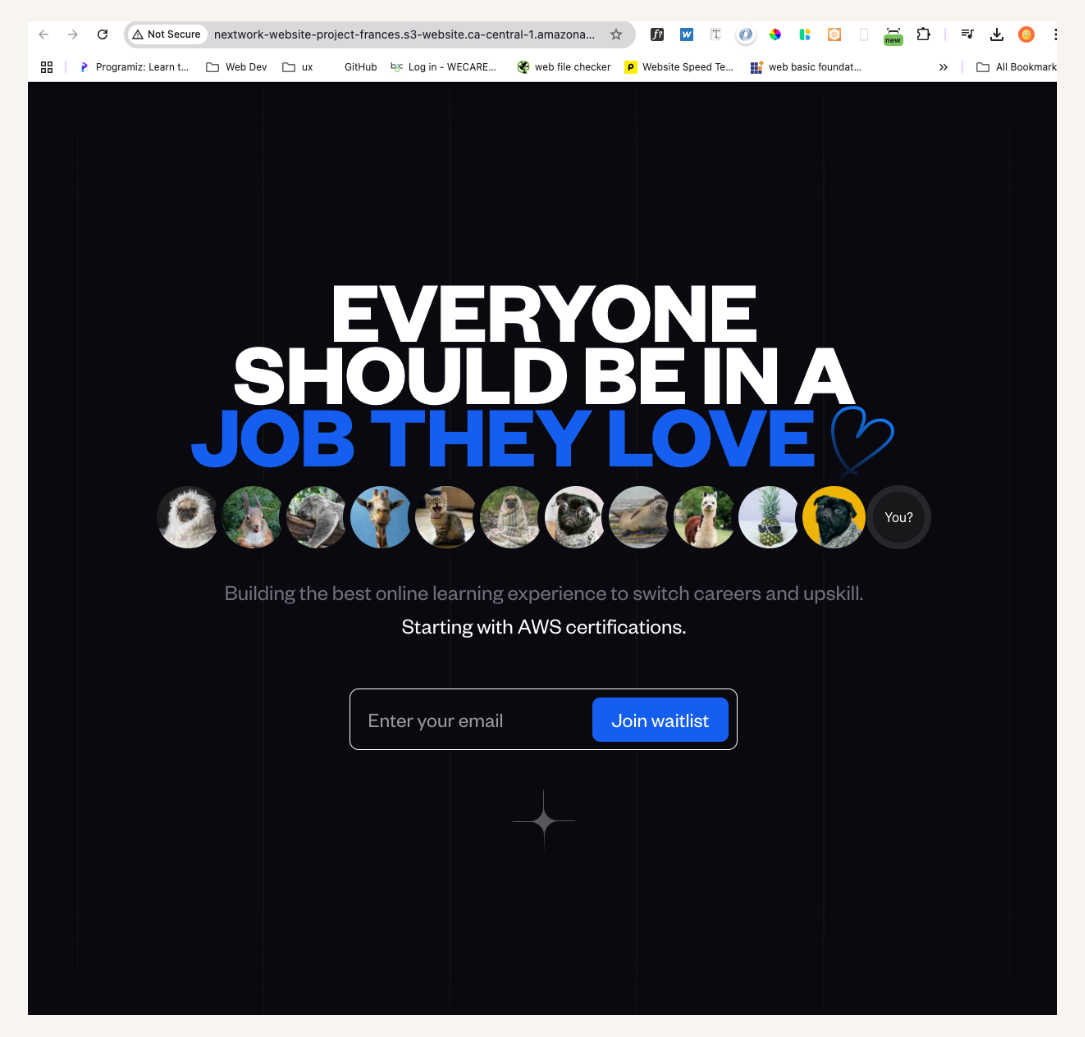 Not Secure nextwork-website-project-frances.s3-website.ca-central-1.amazona...
new
Programiz: Learn t... Web Dev ux GitHub Log in - WECARE... web file checker Website Speed Te... web basic foundat... » All Bookmark
EVERYONE
SHOULD BE IN A
JOB THEY LOVE
You?
Building the best online learning experience to switch careers and upskill.
Starting with AWS certifications.
Enter your email Join waitlist